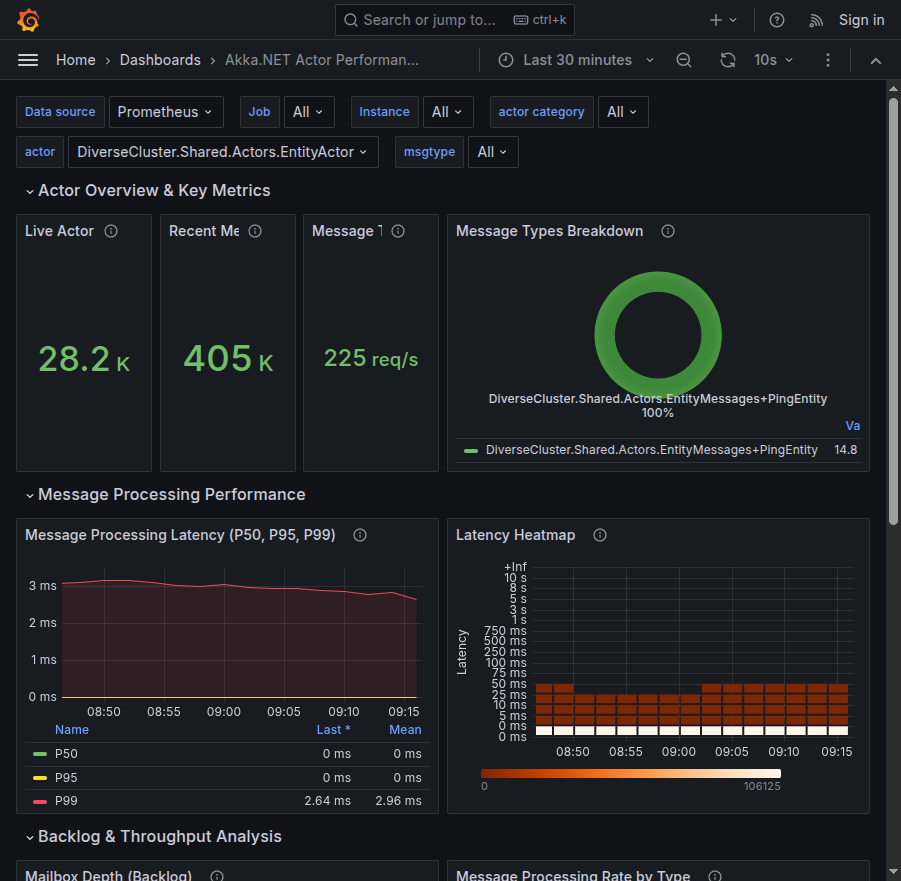 Search or jump to... ctrl+k Sign in
Home › Dashboards › Akka.NET Actor Performan... Last 30 minutes 10s
Data source Prometheus Job All Instance All actor category All
actor DiverseCluster.Shared.Actors.EntityActor msgtype All
Actor Overview & Key Metrics
Live Actor Recent Me Message T Message Types Breakdown
28.2 K 405 K 225 req/s
DiverseCluster.Shared.Actors.EntityMessages+PingEntity
100%
Va
DiverseCluster.Shared.Actors.EntityMessages+PingEntity 14.8
Message Processing Performance
Message Processing Latency (P50, P95, P99)
3 ms
2 ms
1 ms
0 ms
08:50 08:55 09:00 09:05 09:10 09:15
Name Last * Mean
P50 0 ms 0 ms
P95 0 ms 0 ms
P99 2.64 ms 2.96 ms
Latency Heatmap
Latency
+Inf
10 s
8 s
5 s
3 s
1 s
750 ms
500 ms
250 ms
100 ms
75 ms
50 ms
25 ms
10 ms
5 ms
0 ms
0 ms
08:50 08:55 09:00 09:05 09:10 09:15
0 106125
Backlog & Throughput Analysis
Mailbox Depth (Backlog) Message Processing Rate by Type